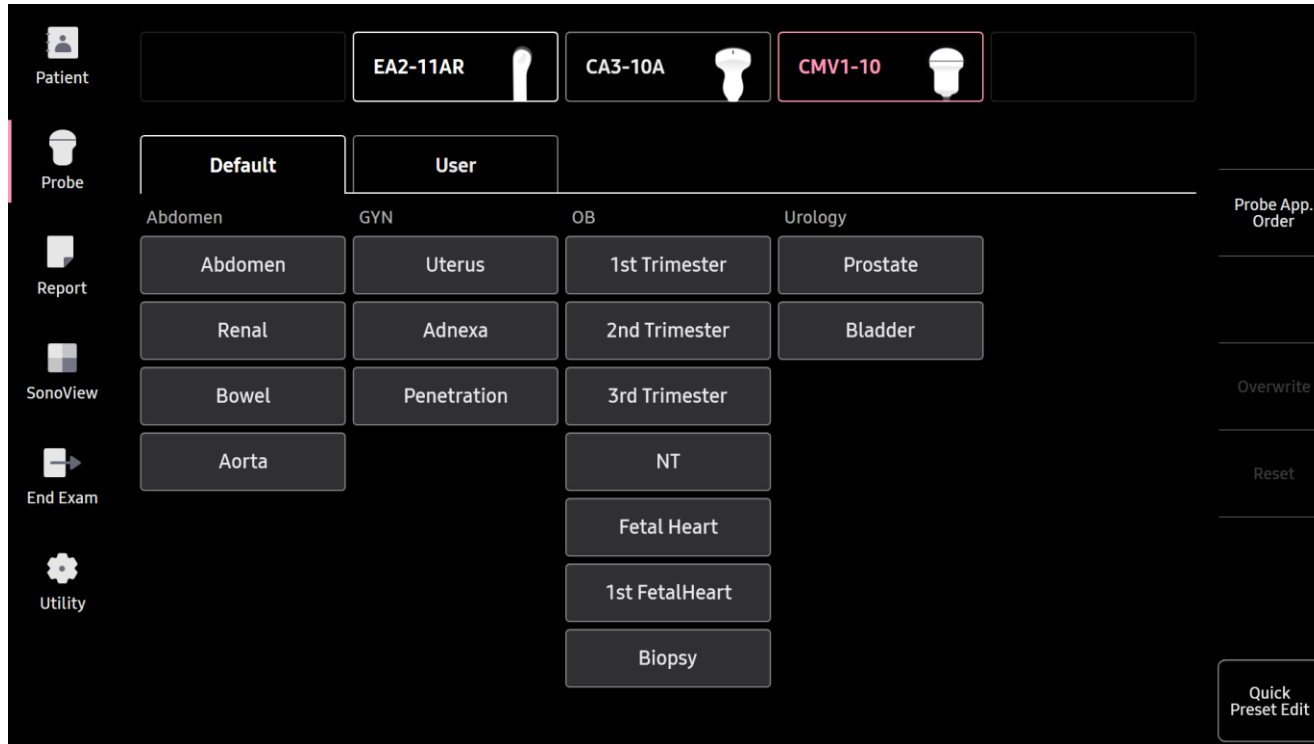 Patient
EA2-11AR
CA3-10A
CMV1-10
Probe
Default
User
Report
SonoView
End Exam
Utility
Abdomen
GYN
OB
Urology
Abdomen
Uterus
1st Trimester
Prostate
Renal
Adnexa
2nd Trimester
Bladder
Bowel
Penetration
3rd Trimester
Aorta
NT
Fetal Heart
1st FetalHeart
Biopsy
Probe App.
Order
Overwrite
Reset
Quick
Preset Edit